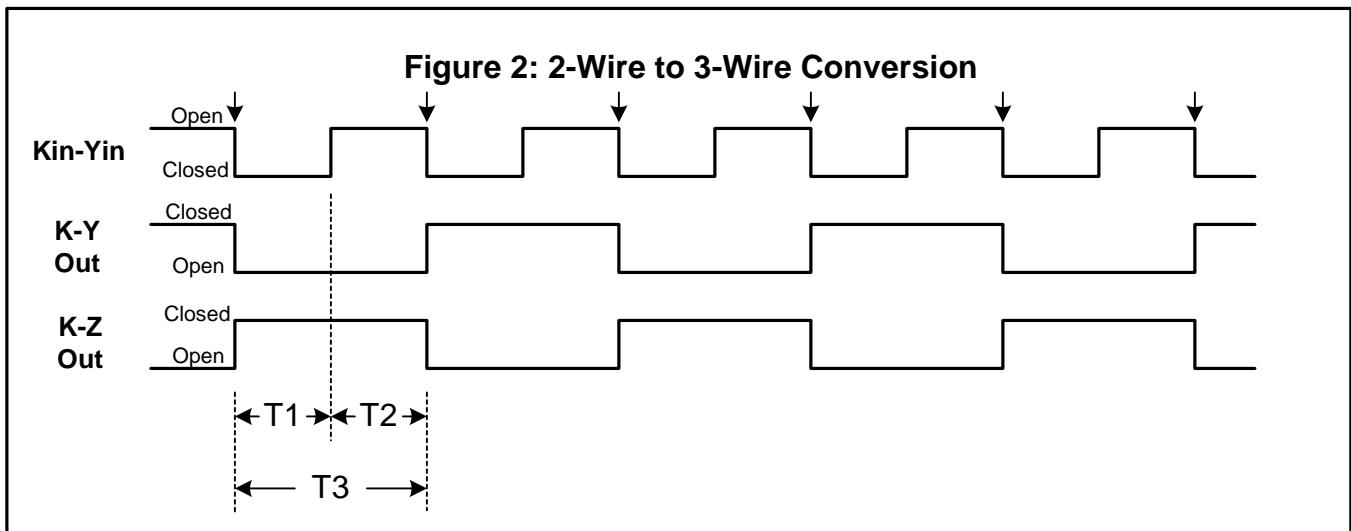 Figure 2: 2-Wire to 3-Wire Conversion
Open
Kin-Yin
Closed
Closed
K-Y
Out
Open
Closed
K-Z
Out
Open
T1
T2
T3